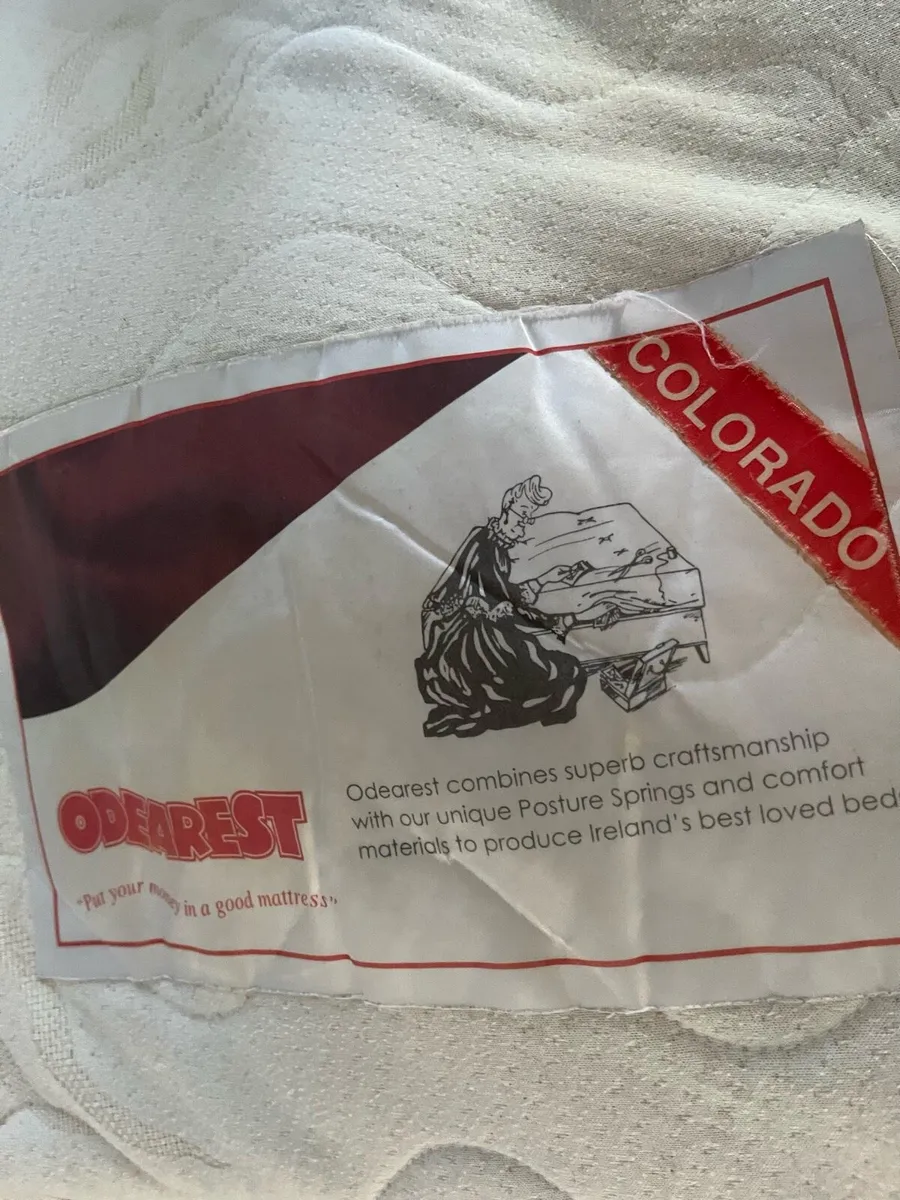 COLORADO
Odearest combines superb craftsmanship
with our unique Posture Springs and comfort
materials to produce Ireland's best loved bed
ODEAREST
"Put your money in a good mattress"